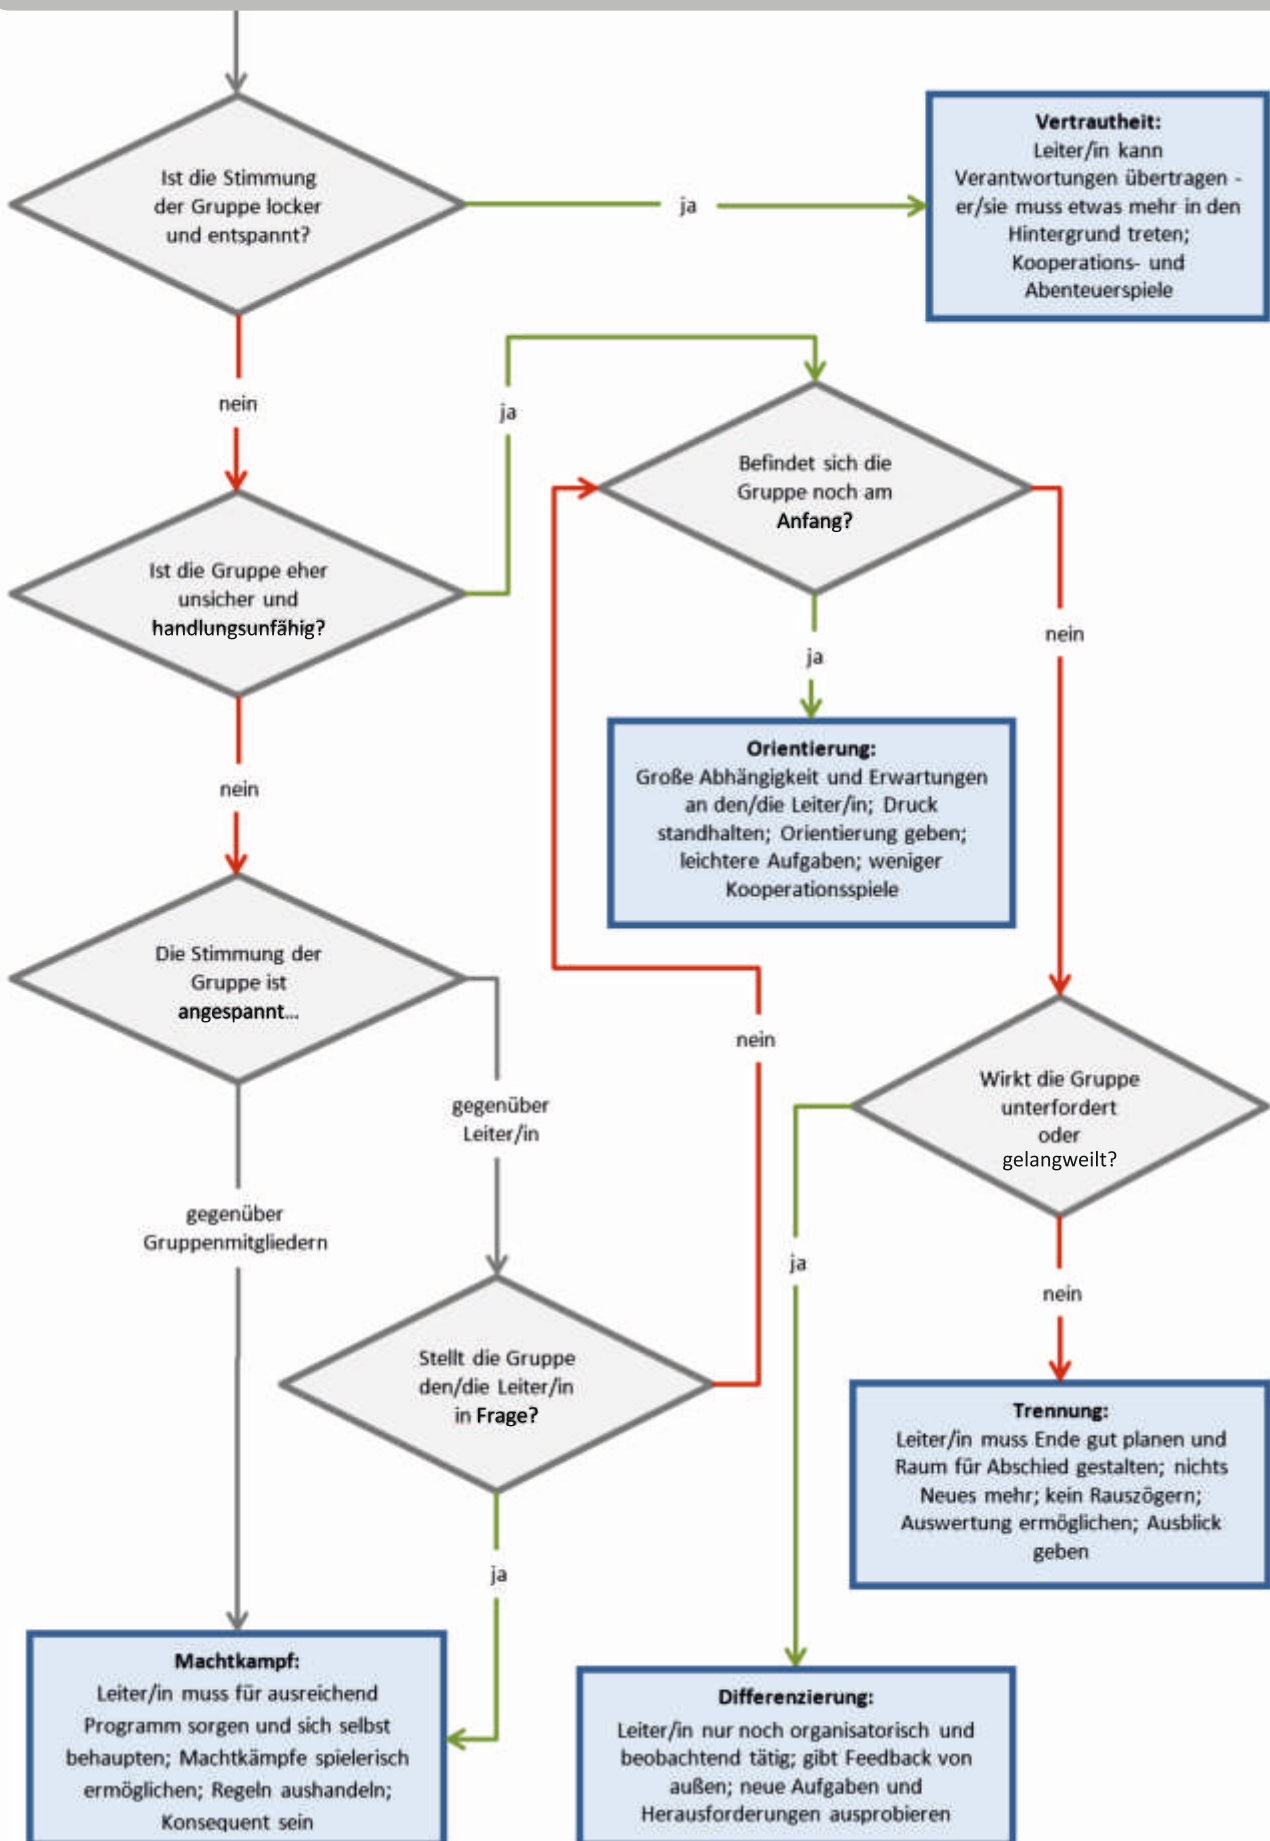 Ist die Stimmung
der Gruppe locker
und entspannt?
ja
Vertrautheit:
Leiter/in kann
Verantwortungen übertragen -
er/sie muss etwas mehr in den
Hintergrund treten;
Kooperations- und
Abenteuerspiele
nein
ja
Befindet sich die
Gruppe noch am
Anfang?
Ist die Gruppe eher
unsicher und
handlungsunfähig?
nein
ja
Orientierung:
Große Abhängigkeit und Erwartungen
an den/die Leiter/in; Druck
standhalten; Orientierung geben;
leichtere Aufgaben; weniger
Kooperationsspiele
nein
Die Stimmung der
Gruppe ist
angespannt...
nein
Wirkt die Gruppe
unterfordert
oder
gelangweilt?
gegenüber
Leiter/in
gegenüber
Gruppenmitgliedern
ja
nein
Stellt die Gruppe
den/die Leiter/in
in Frage?
Trennung:
Leiter/in muss Ende gut planen und
Raum für Abschied gestalten; nichts
Neues mehr; kein Rauszögern;
Auswertung ermöglichen; Ausblick
geben
ja
Machtkampf:
Leiter/in muss für ausreichend
Programm sorgen und sich selbst
behaupten; Machtkämpfe spielerisch
ermöglichen; Regeln aushandeln;
Konsequent sein
Differenzierung:
Leiter/in nur noch organisatorisch und
beobachtend tätig; gibt Feedback von
außen; neue Aufgaben und
Herausforderungen ausprobieren